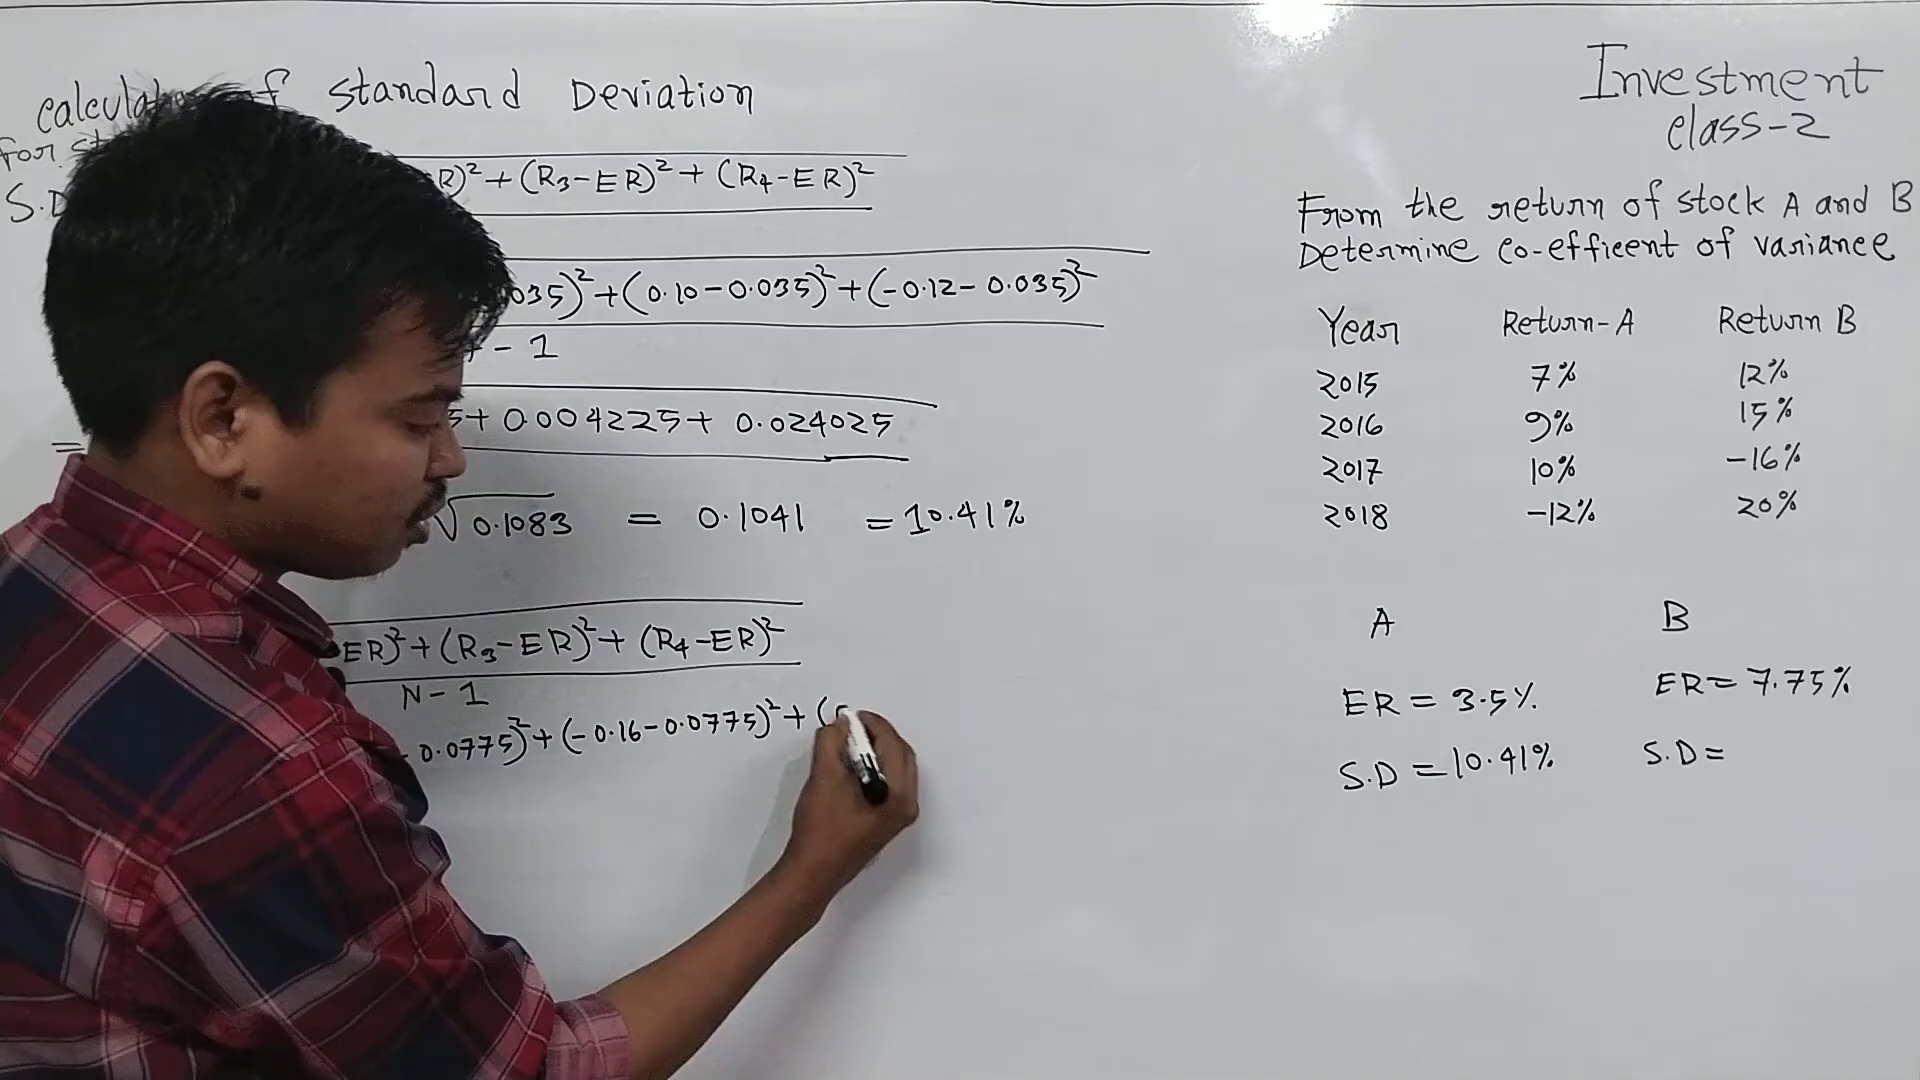 of standard Deviation
for
S.D
R)² + (R₃-ER)² + (R₄-ER)²
035)² + (0.10-0.035)² + (-0.12-0.035)²
- 1
= 5+ 0.004225+ 0.024025
√0.1083 = 0.1041 = 10.41%
ER)² + (R₃-ER)² + (R₄-ER)²
N-1
- 0.0775)² + (-0.16-0.0775)² + (
Investment
class-2
From the return of stock A and B
Determine co-efficent of variance
Year Return-A Return B
2015 7% 12%
2016 9% 15%
2017 10% -16%
2018 -12% 20%
A B
ER = 3.5% ER = 7.75%
S.D = 10.41% S.D =